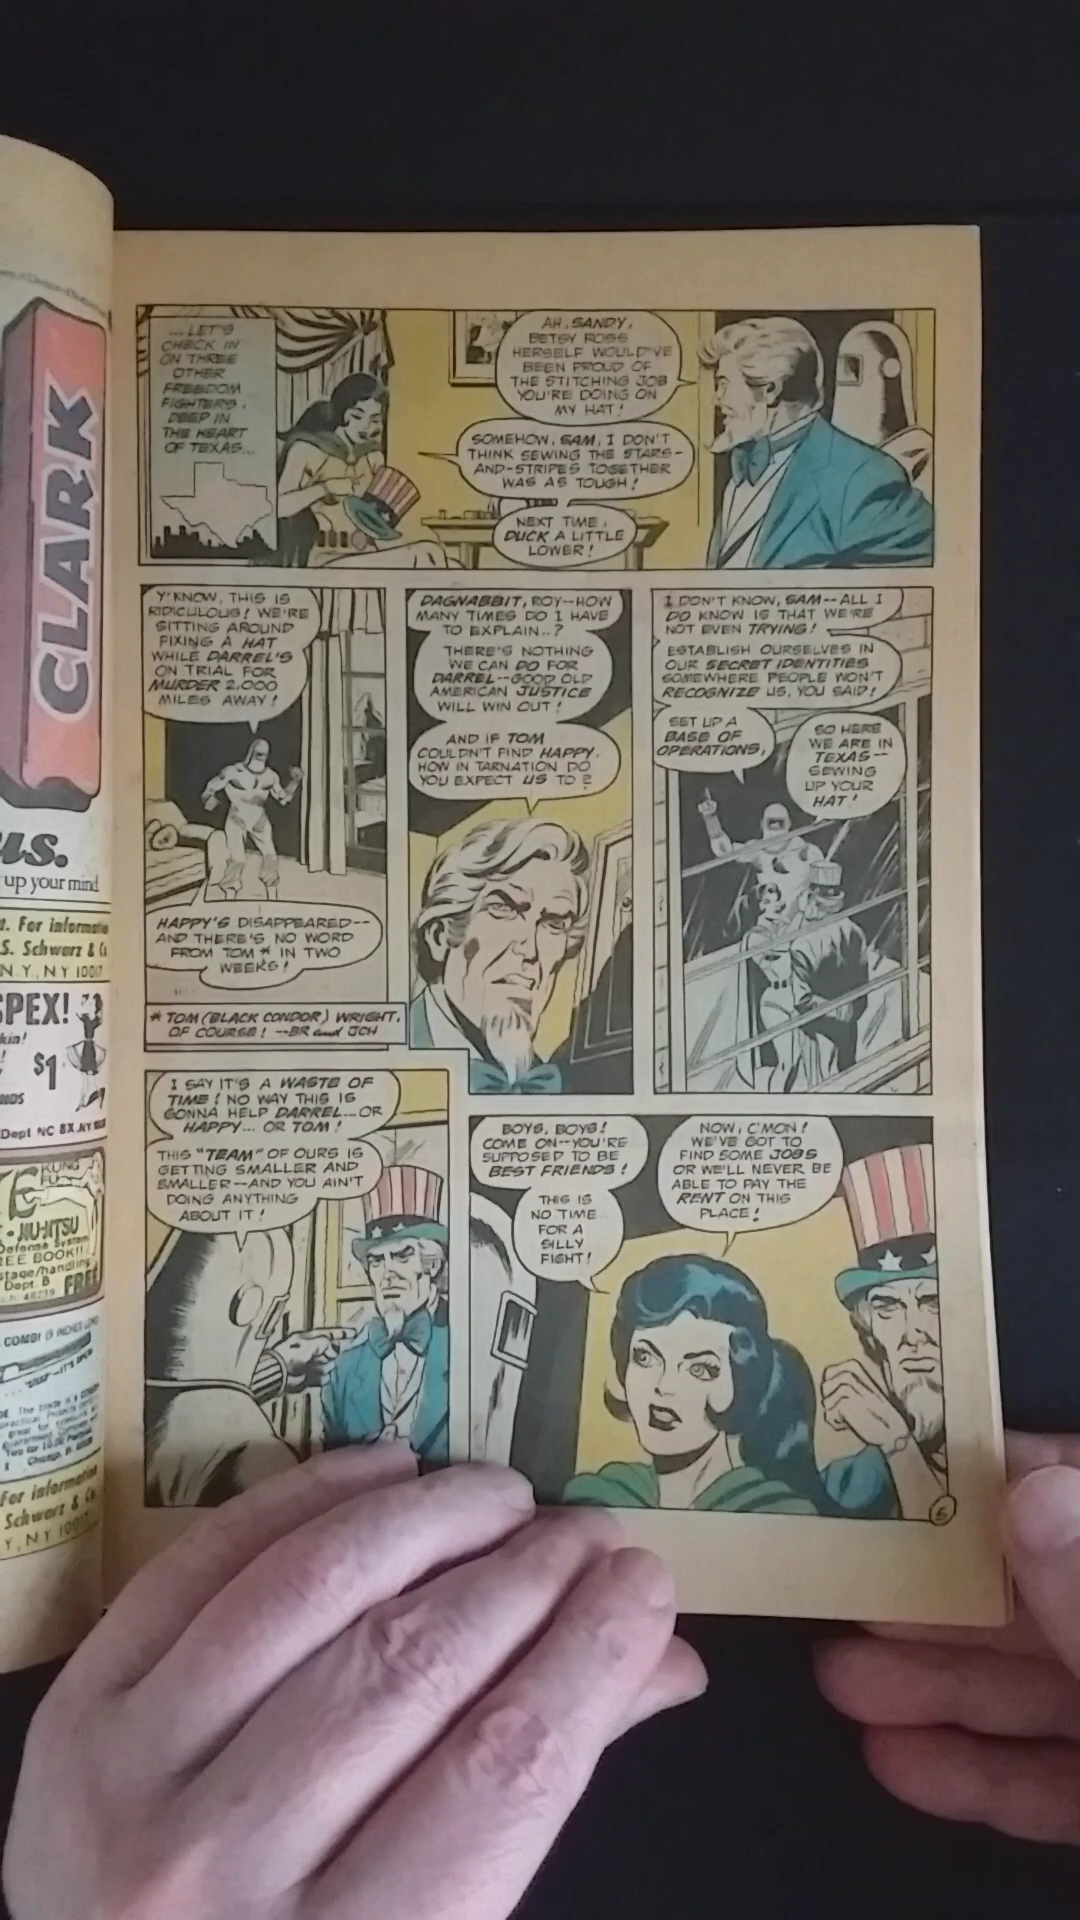 ...LET'S
CHECK IN
ON THREE
OTHER
FREEDOM
FIGHTERS,
DEEP IN
THE HEART
OF TEXAS...
AH, SANDY,
BETSY ROSS
HERSELF WOULD'VE
BEEN PROUD OF
THE STITCHING JOB
YOU'RE DOING ON
MY HAT!
SOMEHOW, SAM, I DON'T
THINK SEWING THE STARS-
AND-STRIPES TOGETHER
WAS AS TOUGH!
NEXT TIME,
DUCK A LITTLE
LOWER!
Y'KNOW, THIS IS
RIDICULOUS! WE'RE
SITTING AROUND
FIXING A HAT
WHILE DARREL'S
ON TRIAL FOR
MURDER 2,000
MILES AWAY!
HAPPY'S DISAPPEARED--
AND THERE'S NO WORD
FROM TOM* IN TWO
WEEKS!
* TOM (BLACK CONDOR) WRIGHT,
OF COURSE! --BR and JCH
DAGNABBIT, ROY--HOW
MANY TIMES DO I HAVE
TO EXPLAIN..?
THERE'S NOTHING
WE CAN DO FOR
DARREL--GOOD OLD
AMERICAN JUSTICE
WILL WIN OUT!
AND IF TOM
COULDN'T FIND HAPPY,
HOW IN TARNATION DO
YOU EXPECT US TO?
I DON'T KNOW, SAM--ALL I
DO KNOW IS THAT WE'RE
NOT EVEN TRYING!
ESTABLISH OURSELVES IN
OUR SECRET IDENTITIES
SOMEWHERE PEOPLE WON'T
RECOGNIZE US, YOU SAID!
SET UP A
BASE OF
OPERATIONS,
SO HERE
WE ARE IN
TEXAS--
SEWING
UP YOUR
HAT!
I SAY IT'S A WASTE OF
TIME! NO WAY THIS IS
GONNA HELP DARREL...OR
HAPPY... OR TOM!
THIS "TEAM" OF OURS IS
GETTING SMALLER AND
SMALLER--AND YOU AIN'T
DOING ANYTHING
ABOUT IT!
BOYS, BOYS!
COME ON--YOU'RE
SUPPOSED TO BE
BEST FRIENDS!
THIS IS
NO TIME
FOR A
SILLY
FIGHT!
NOW, C'MON!
WE'VE GOT TO
FIND SOME JOBS
OR WE'LL NEVER BE
ABLE TO PAY THE
RENT ON THIS
PLACE!
CLARK
us.
up your mind
t. For informatio
S. Schwarz & Co
N.Y., N.Y. 10017
SPEX!
$1
Dept NC 8X, NY
KUNG
FU
JIU-JITSU
Defense System
FREE BOOK!!
stage/handling
Dept. B
48239 FREE
For information
Schwarz & Co
Y, N.Y. 10017